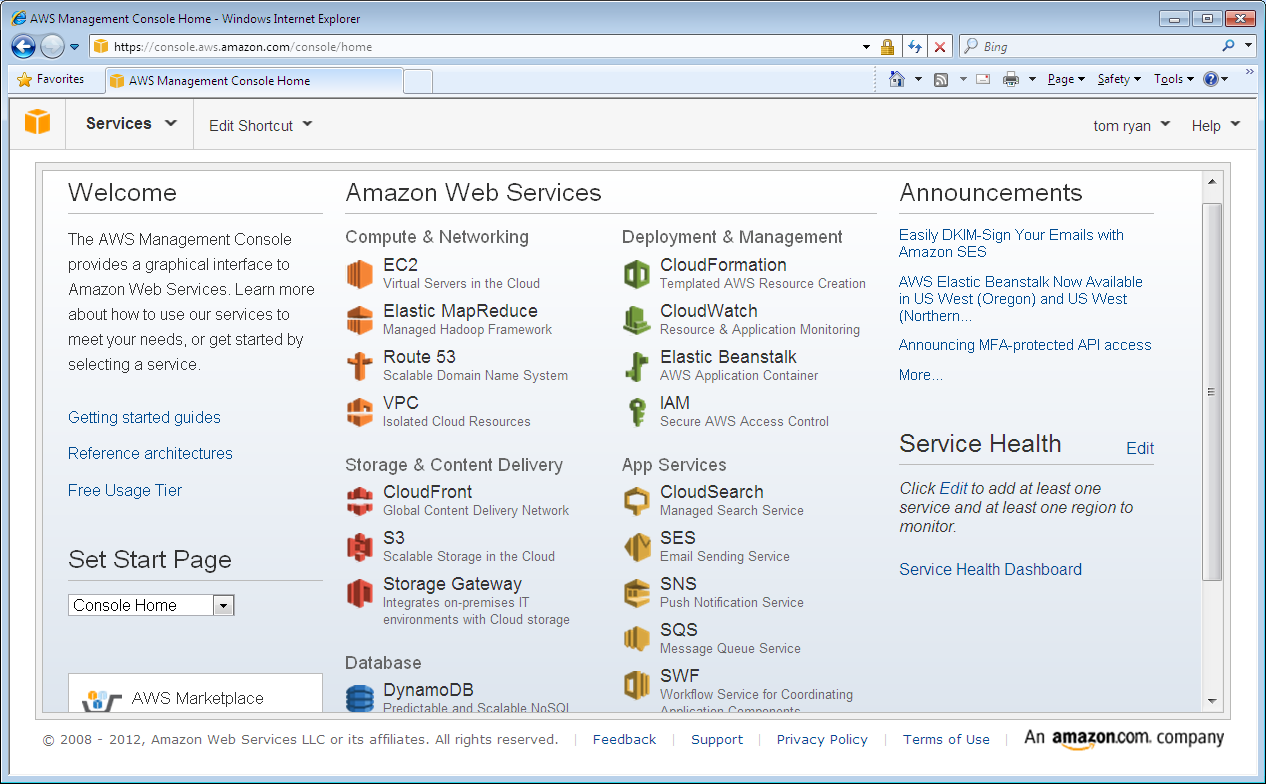 AWS Management Console Home - Windows Internet Explorer
https://console.aws.amazon.com/console/home
Bing
Favorites
AWS Management Console Home
Page
Safety
Tools
Services
Edit Shortcut
tom ryan
Help
Welcome
The AWS Management Console
provides a graphical interface to
Amazon Web Services. Learn more
about how to use our services to
meet your needs, or get started by
selecting a service.
Getting started guides
Reference architectures
Free Usage Tier
Set Start Page
Console Home
AWS Marketplace
Amazon Web Services
Compute & Networking
EC2
Virtual Servers in the Cloud
Elastic MapReduce
Managed Hadoop Framework
Route 53
Scalable Domain Name System
VPC
Isolated Cloud Resources
Storage & Content Delivery
CloudFront
Global Content Delivery Network
S3
Scalable Storage in the Cloud
Storage Gateway
Integrates on-premises IT
environments with Cloud storage
Database
DynamoDB
Predictable and Scalable NoSQL
Deployment & Management
CloudFormation
Templated AWS Resource Creation
CloudWatch
Resource & Application Monitoring
Elastic Beanstalk
AWS Application Container
IAM
Secure AWS Access Control
App Services
CloudSearch
Managed Search Service
SES
Email Sending Service
SNS
Push Notification Service
SQS
Message Queue Service
SWF
Workflow Service for Coordinating
Application Components
Announcements
Easily DKIM-Sign Your Emails with
Amazon SES
AWS Elastic Beanstalk Now Available
in US West (Oregon) and US West
(Northern...
Announcing MFA-protected API access
More...
Service Health
Edit
Click Edit to add at least one
service and at least one region to
monitor.
Service Health Dashboard
© 2008 - 2012, Amazon Web Services LLC or its affiliates. All rights reserved.
Feedback
Support
Privacy Policy
Terms of Use
An amazon.com. company